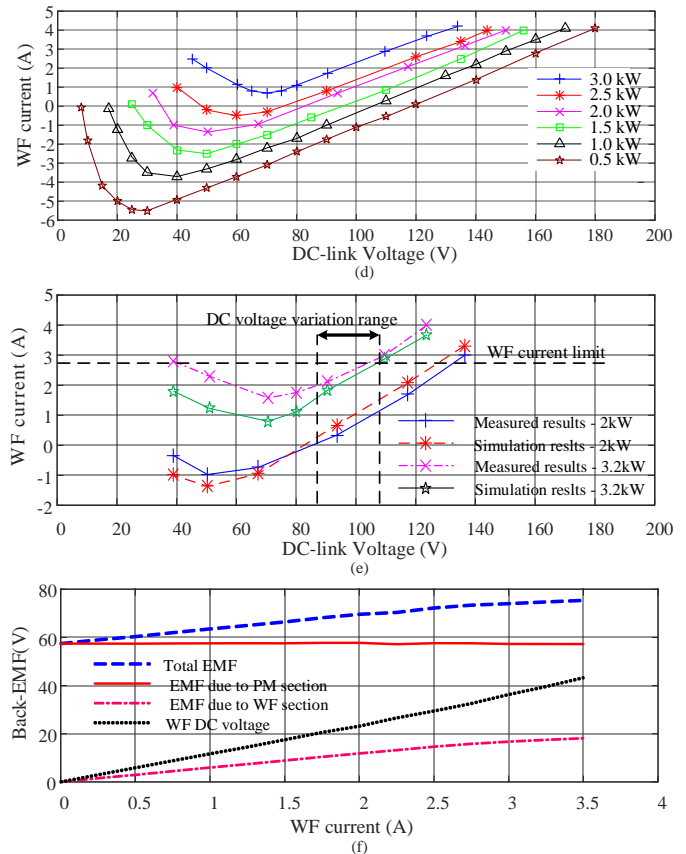 5
4
3
2
1
0
-1
-2
-3
-4
-5
-6
WF current (A)
3.0 kW
2.5 kW
2.0 kW
1.5 kW
1.0 kW
0.5 kW
0 20 40 60 80 100 120 140 160 180 200
DC-link Voltage (V)
(d)
5
4
3
2
1
0
-1
-2
WF current (A)
DC voltage variation range
WF current limit
Measured results - 2kW
Simulation reslts - 2kW
Measured results - 3.2kW
Simulation reslts - 3.2kW
0 20 40 60 80 100 120 140 160 180 200
DC-link Voltage (V)
(e)
80
60
40
20
0
Back-EMF(V)
Total EMF
EMF due to PM section
EMF due to WF section
WF DC voltage
0 0.5 1 1.5 2 2.5 3 3.5 4
WF current (A)
(f)